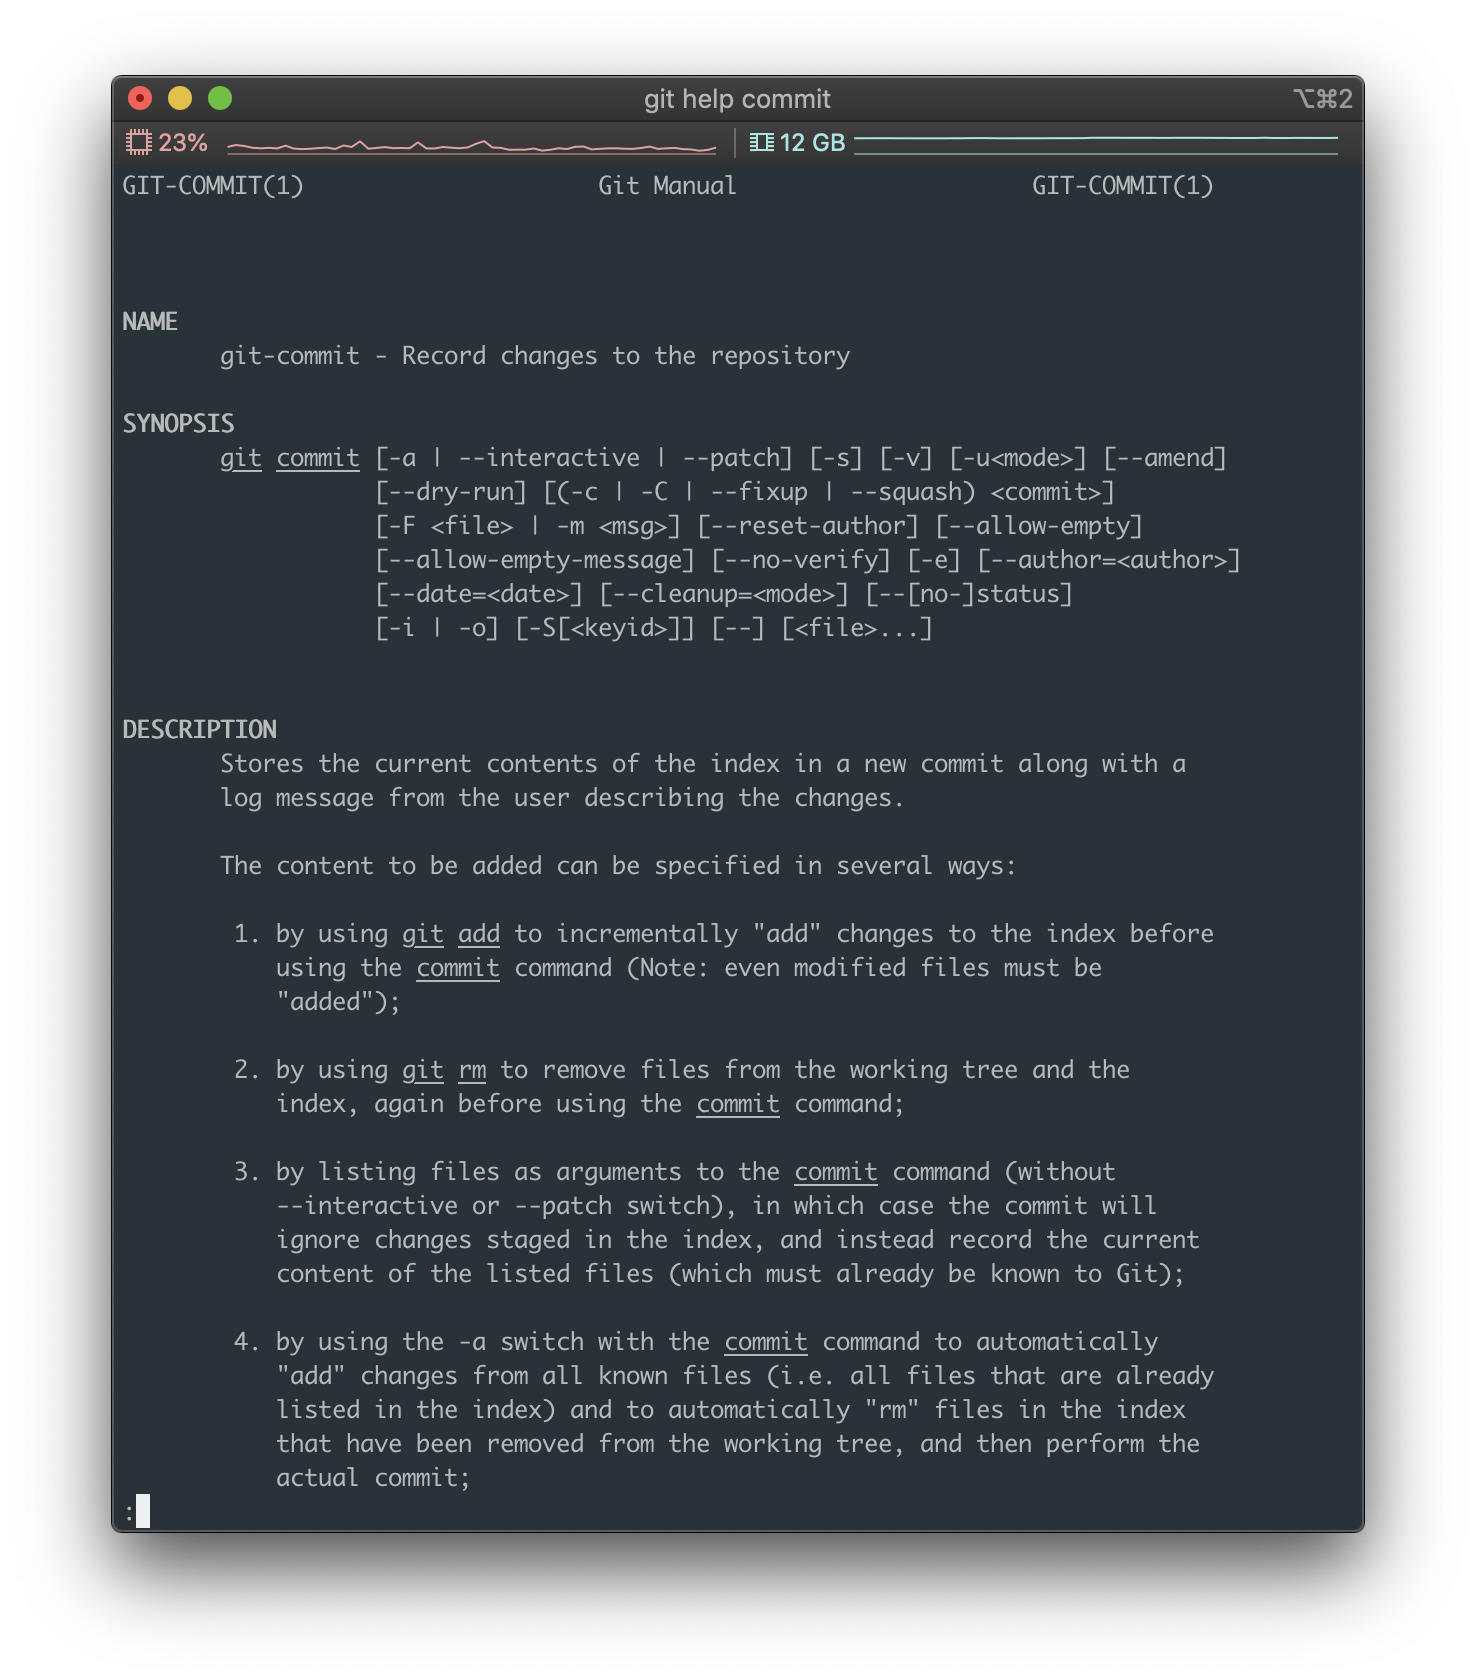 git help commit ⌥⌘2
23% 12 GB
GIT-COMMIT(1) Git Manual GIT-COMMIT(1)
NAME
git-commit - Record changes to the repository
SYNOPSIS
git commit [-a | --interactive | --patch] [-s] [-v] [-u<mode>] [--amend]
[--dry-run] [(-c | -C | --fixup | --squash) <commit>]
[-F <file> | -m <msg>] [--reset-author] [--allow-empty]
[--allow-empty-message] [--no-verify] [-e] [--author=<author>]
[--date=<date>] [--cleanup=<mode>] [--[no-]status]
[-i | -o] [-S[<keyid>]] [--] [<file>...]
DESCRIPTION
Stores the current contents of the index in a new commit along with a
log message from the user describing the changes.
The content to be added can be specified in several ways:
1. by using git add to incrementally "add" changes to the index before
using the commit command (Note: even modified files must be
"added");
2. by using git rm to remove files from the working tree and the
index, again before using the commit command;
3. by listing files as arguments to the commit command (without
--interactive or --patch switch), in which case the commit will
ignore changes staged in the index, and instead record the current
content of the listed files (which must already be known to Git);
4. by using the -a switch with the commit command to automatically
"add" changes from all known files (i.e. all files that are already
listed in the index) and to automatically "rm" files in the index
that have been removed from the working tree, and then perform the
actual commit;
: